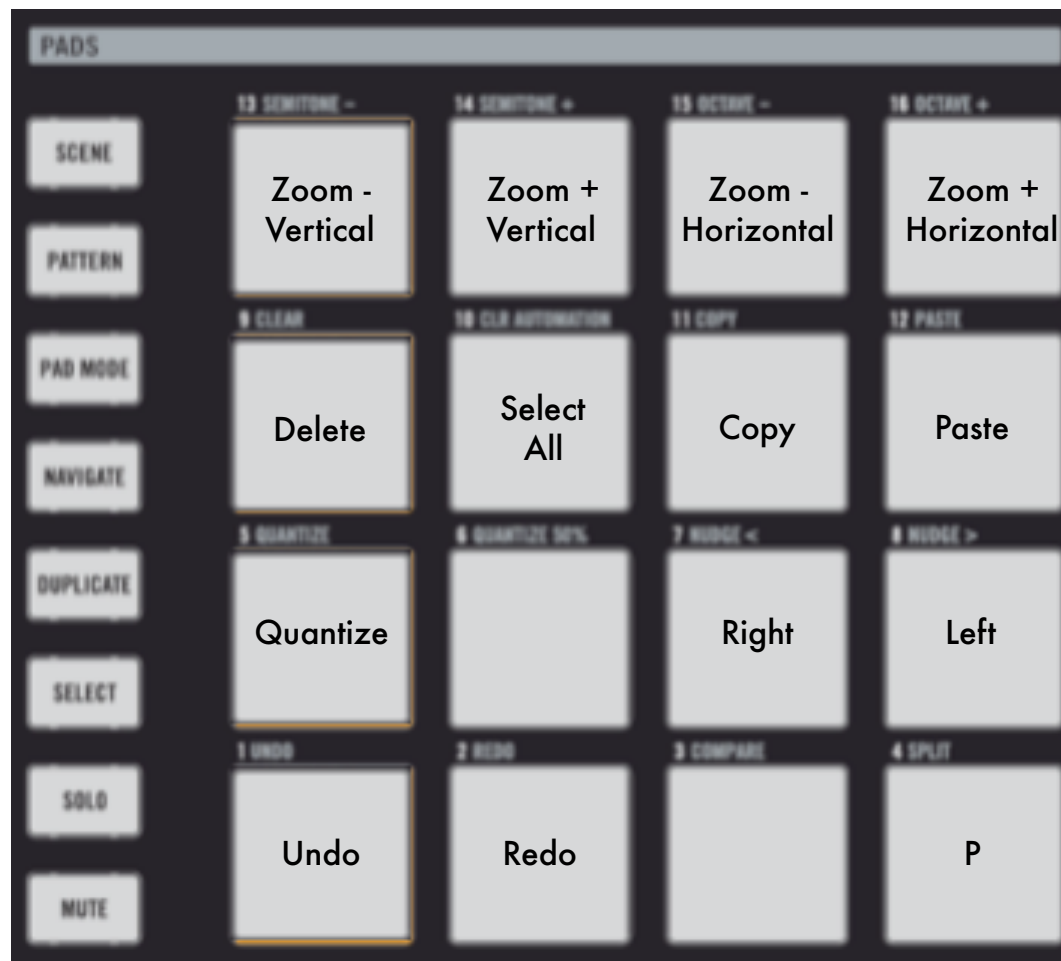 PADS
13 SEMITONE - 14 SEMITONE + 15 OCTAVE - 16 OCTAVE +
SCENE
Zoom - Zoom + Zoom - Zoom +
Vertical Vertical Horizontal Horizontal
PATTERN
9 CLEAR 10 CLR AUTOMATION 11 COPY 12 PASTE
PAD MODE
Delete Select All Copy Paste
NAVIGATE
5 QUANTIZE 6 QUANTIZE 50% 7 NUDGE < 8 NUDGE >
DUPLICATE
Quantize Right Left
SELECT
1 UNDO 2 REDO 3 COMPARE 4 SPLIT
SOLO
Undo Redo P
MUTE